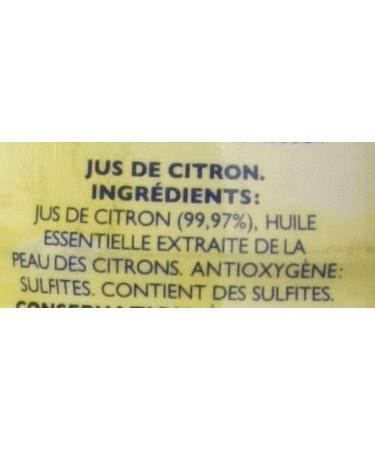 JUS DE CITRON.
INGRÉDIENTS:
JUS DE CITRON (99,97%), HUILE
ESSENTIELLE EXTRAITE DE LA
PEAU DES CITRONS. ANTIOXYGÈNE:
SULFITES. CONTIENT DES SULFITES.